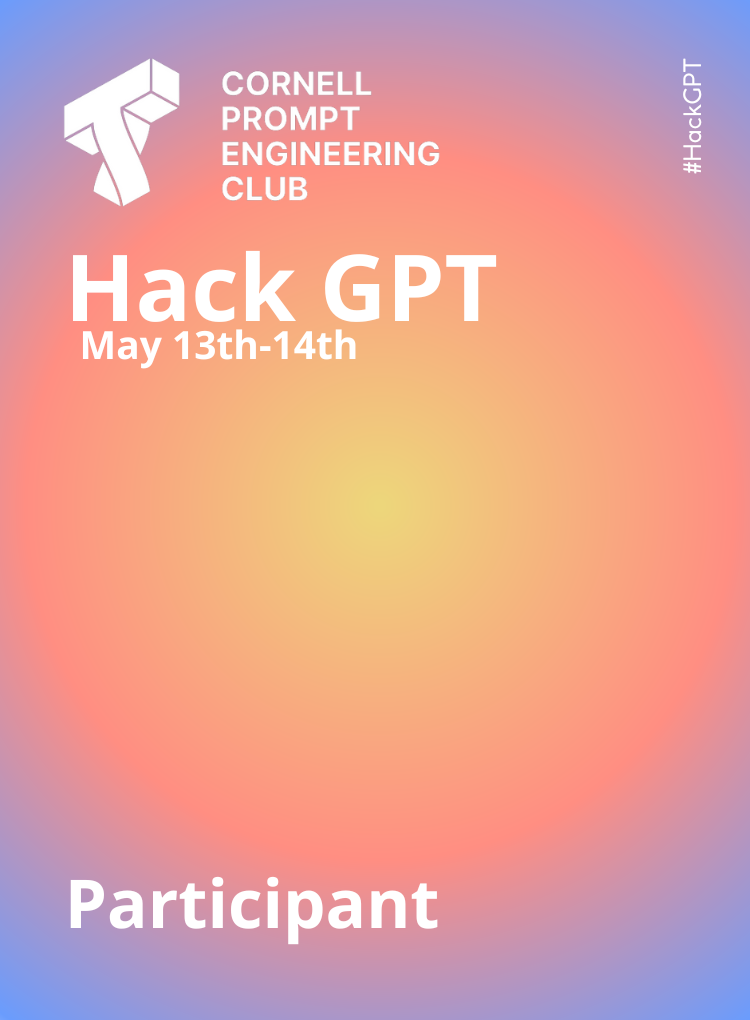 CORNELL
PROMPT
ENGINEERING
CLUB
#HackGPT
Hack GPT
May 13th-14th
Participant